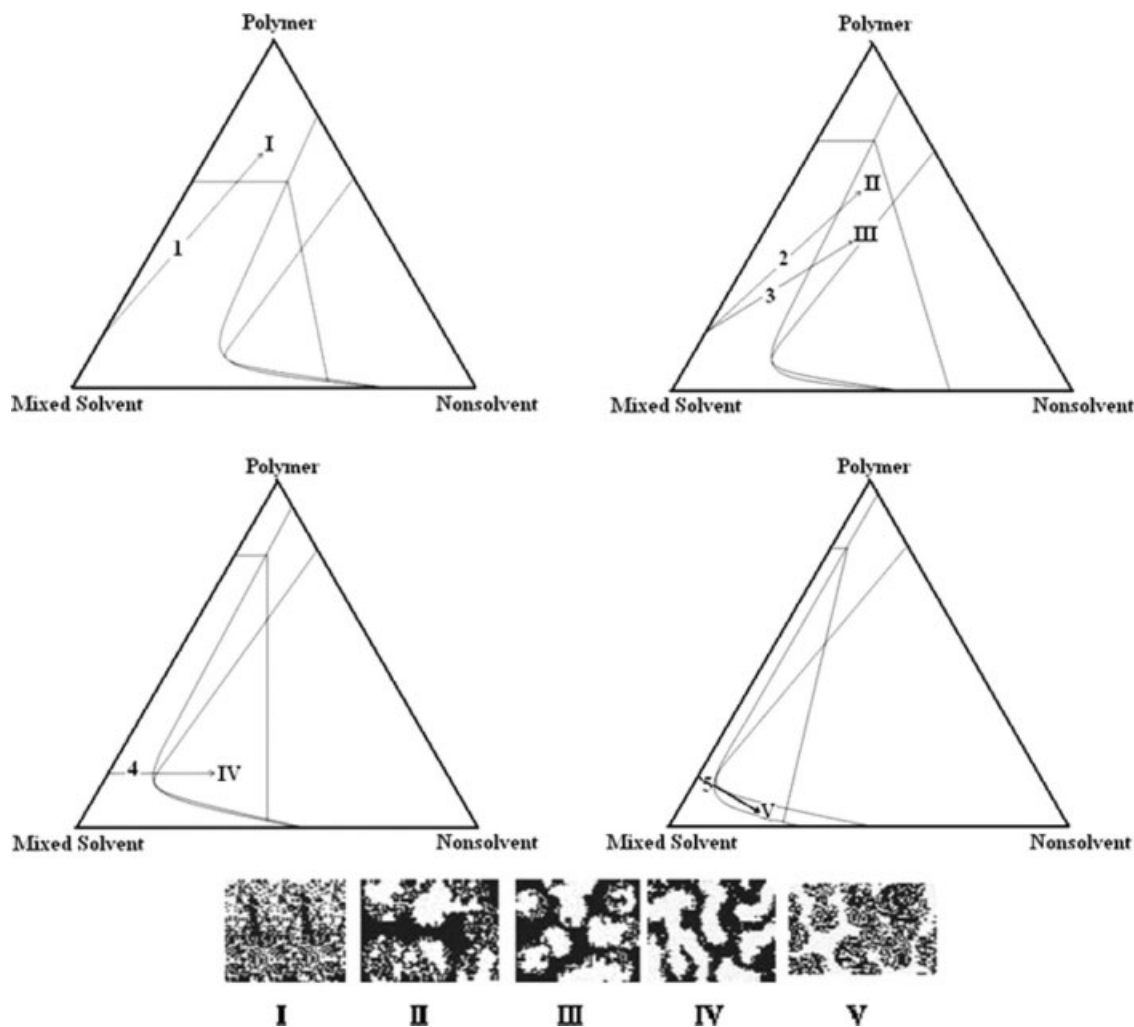 Polymer
Polymer
I
1
II
2
III
3
Mixed Solvent
Nonsolvent
Mixed Solvent
Nonsolvent
Polymer
Polymer
4
IV
5
V
Mixed Solvent
Nonsolvent
Mixed Solvent
Nonsolvent
I
II
III
IV
V